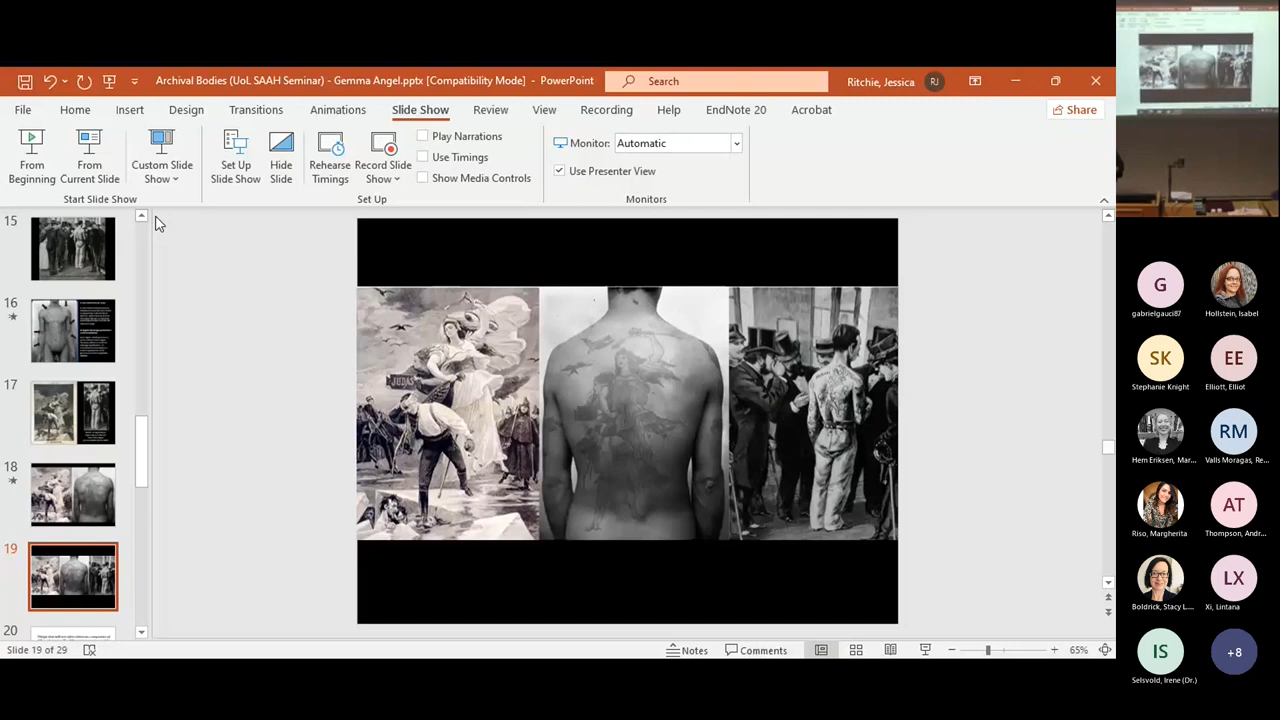 Archival Bodies (UoL SAAH Seminar) - Gemma Angel.pptx [Compatibility Mode] - PowerPoint
Search
Ritchie, Jessica
RJ
File Home Insert Design Transitions Animations Slide Show Review View Recording Help EndNote 20 Acrobat
Share
From Beginning
From Current Slide
Custom Slide Show
Set Up Slide Show
Hide Slide
Rehearse Timings
Record Slide Show
Play Narrations
Use Timings
Show Media Controls
Monitor: Automatic
Use Presenter View
Start Slide Show
Set Up
Monitors
15
16
17
18
19
20
JUDAS
Slide 19 of 29
Notes
Comments
65%
G
gabrielgauci87
Hollstein, Isabel
SK
Stephanie Knight
EE
Elliott, Elliot
Hem Eriksen, Mar...
RM
Valls Moragas, Re...
Riso, Margherita
AT
Thompson, Andr...
Boldrick, Stacy L....
LX
Xi, Lintana
IS
Selsvold, Irene (Dr.)
+8